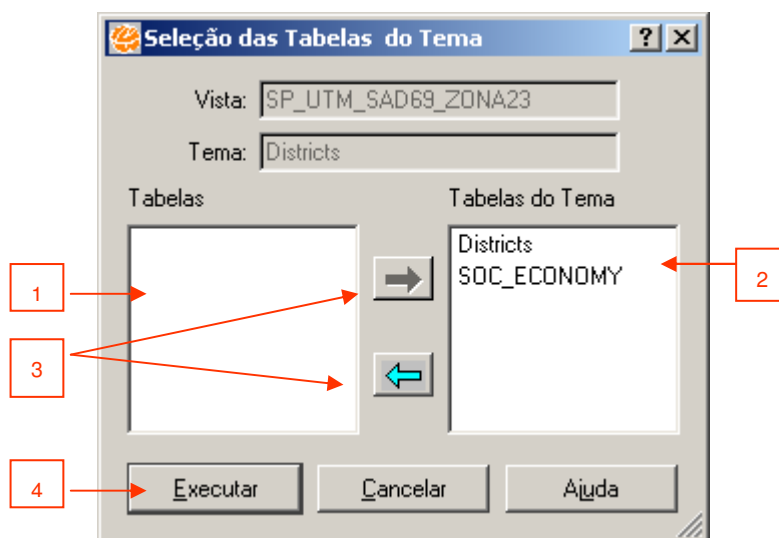 Seleção das Tabelas do Tema
Vista: SP_UTM_SAD69_ZONA23
Tema: Districts
Tabelas
Tabelas do Tema
Districts
SOC_ECONOMY
1
2
3
4
Executar
Cancelar
Ajuda